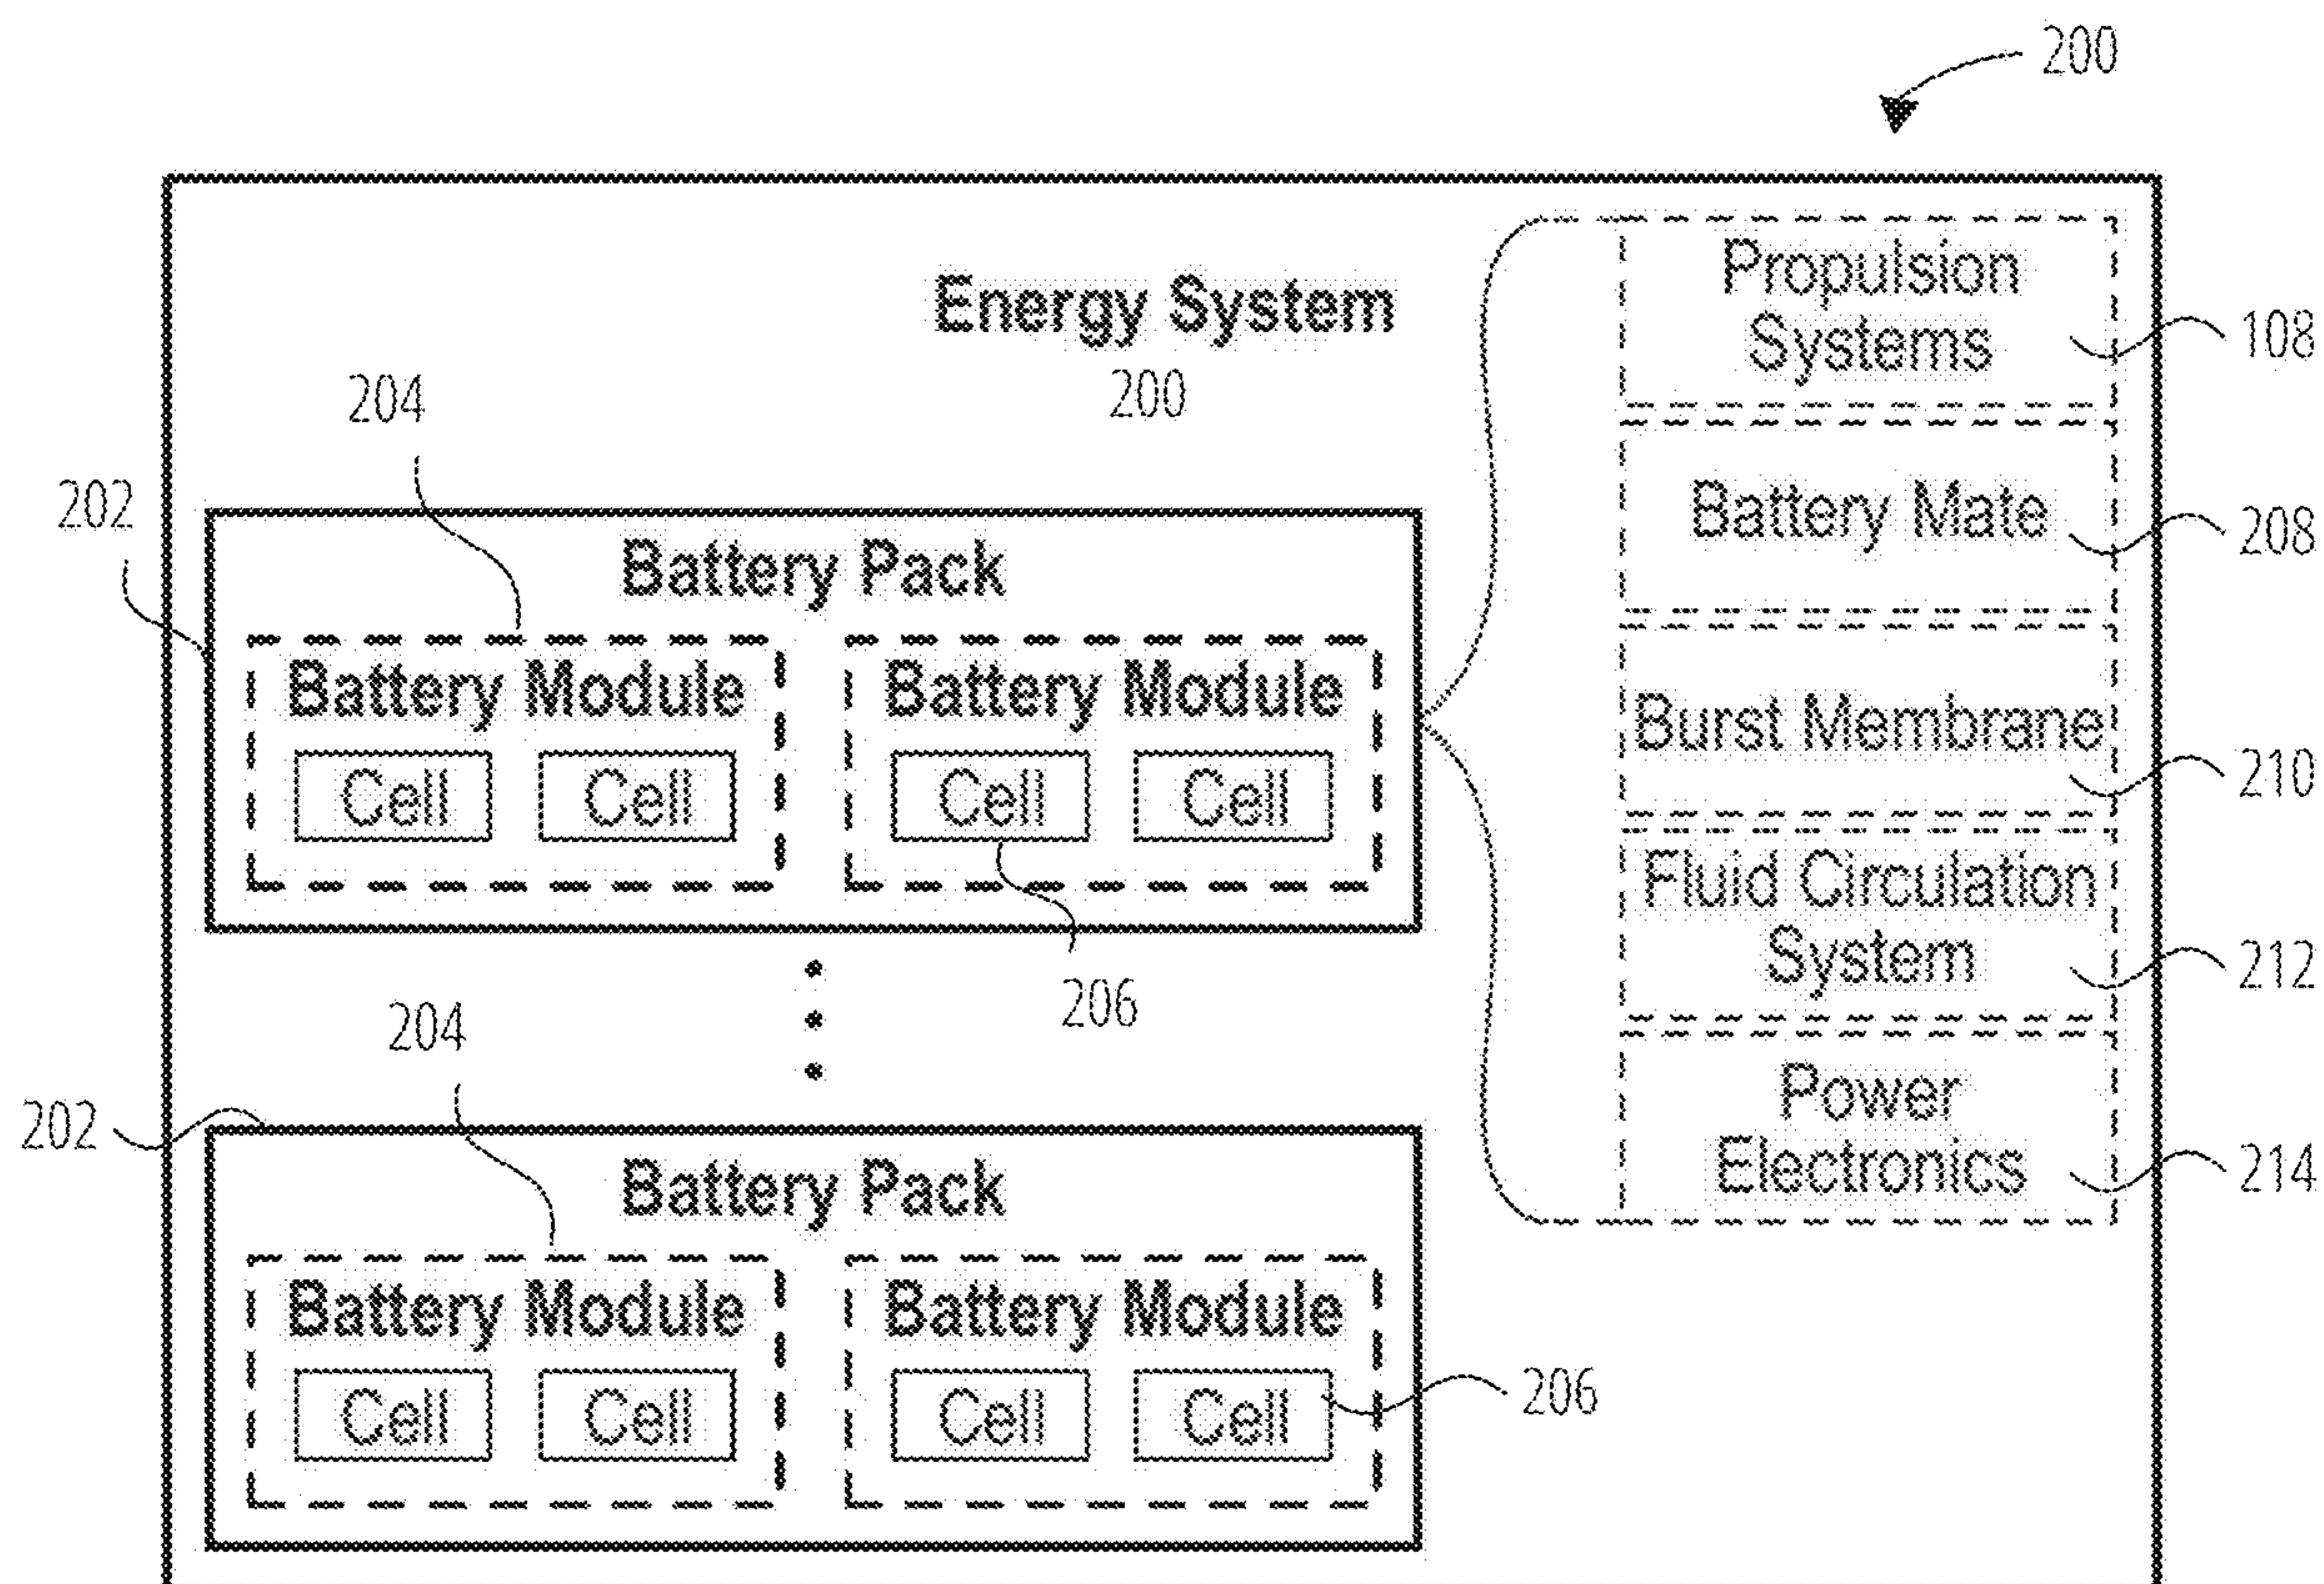 200
Energy System
200
Propulsion
Systems
108
Battery Mate
208
Burst Membrane
210
Fluid Circulation
System
212
Power
Electronics
214
204
202
Battery Pack
Battery Module
Cell
Cell
Battery Module
Cell
Cell
206
204
202
Battery Pack
Battery Module
Cell
Cell
Battery Module
Cell
Cell
206